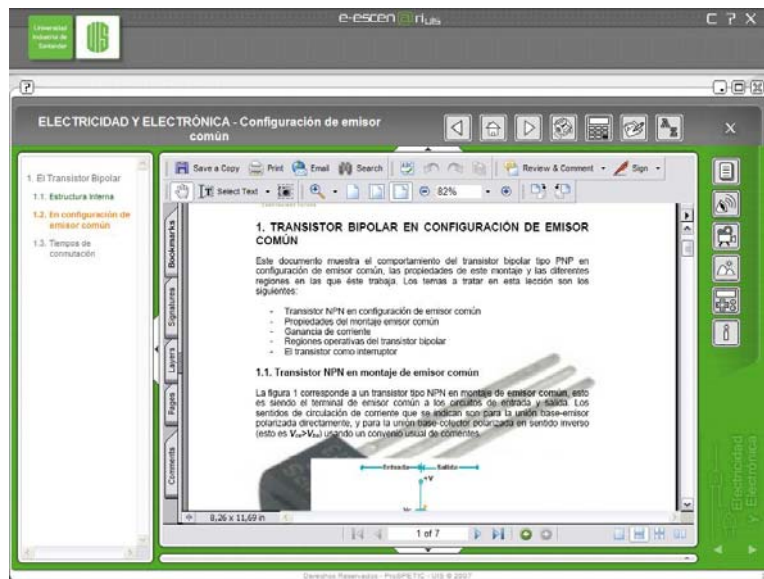 e-escen@riUIS
C ? X
Universidad
Industrial de
Santander
UIS
?
ELECTRICIDAD Y ELECTRÓNICA - Configuración de emisor
común
X
1. El Transistor Bipolar
1.1. Estructura Interna
1.2. En configuración de
emisor común
1.3. Tiempos de
conmutación
Save a Copy Print Email Search Review & Comment Sign
Select Text 82%
Bookmarks
Signatures
Layers
Pages
Comments
1. TRANSISTOR BIPOLAR EN CONFIGURACIÓN DE EMISOR
COMÚN
Este documento muestra el comportamiento del transistor bipolar tipo PNP en
configuración de emisor común, las propiedades de este montaje y las diferentes
regiones en las que éste trabaja. Los temas a tratar en esta lección son los
siguientes:
- Transistor NPN en configuración de emisor común
- Propiedades del montaje emisor común
- Ganancia de corriente
- Regiones operativas del transistor bipolar
- El transistor como interruptor
1.1. Transistor NPN en montaje de emisor común
La figura 1 corresponde a un transistor tipo NPN en montaje de emisor común, esto
es siendo el terminal de emisor común a los circuitos de entrada y salida. Los
sentidos de circulación de corriente que se indican son para la unión base-emisor
polarizada directamente, y para la unión base-colector polarizada en sentido inverso
(esto es) usando un convenio usual de corrientes.
Entrada Salida
+V
8,26 x 11,69 in
1 of 7
Electricidad
y Electrónica
Derechos Reservados - ProSPETIC - UIS © 2007